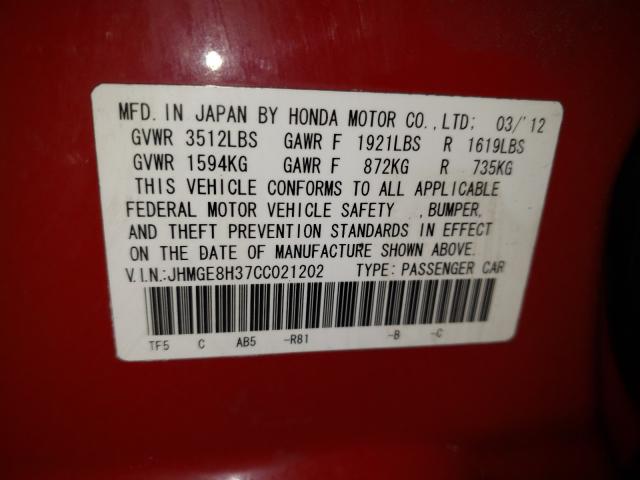 MFD. IN JAPAN BY HONDA MOTOR CO., LTD; 03/'12
GVWR 3512LBS GAWR F 1921LBS R 1619LBS
GVWR 1594KG GAWR F 872KG R 735KG
THIS VEHICLE CONFORMS TO ALL APPLICABLE
FEDERAL MOTOR VEHICLE SAFETY , BUMPER,
AND THEFT PREVENTION STANDARDS IN EFFECT
ON THE DATE OF MANUFACTURE SHOWN ABOVE.
V.I.N.:JHMGE8H37CC021202 TYPE: PASSENGER CAR
TF5 C AB5 -R81 -B -C